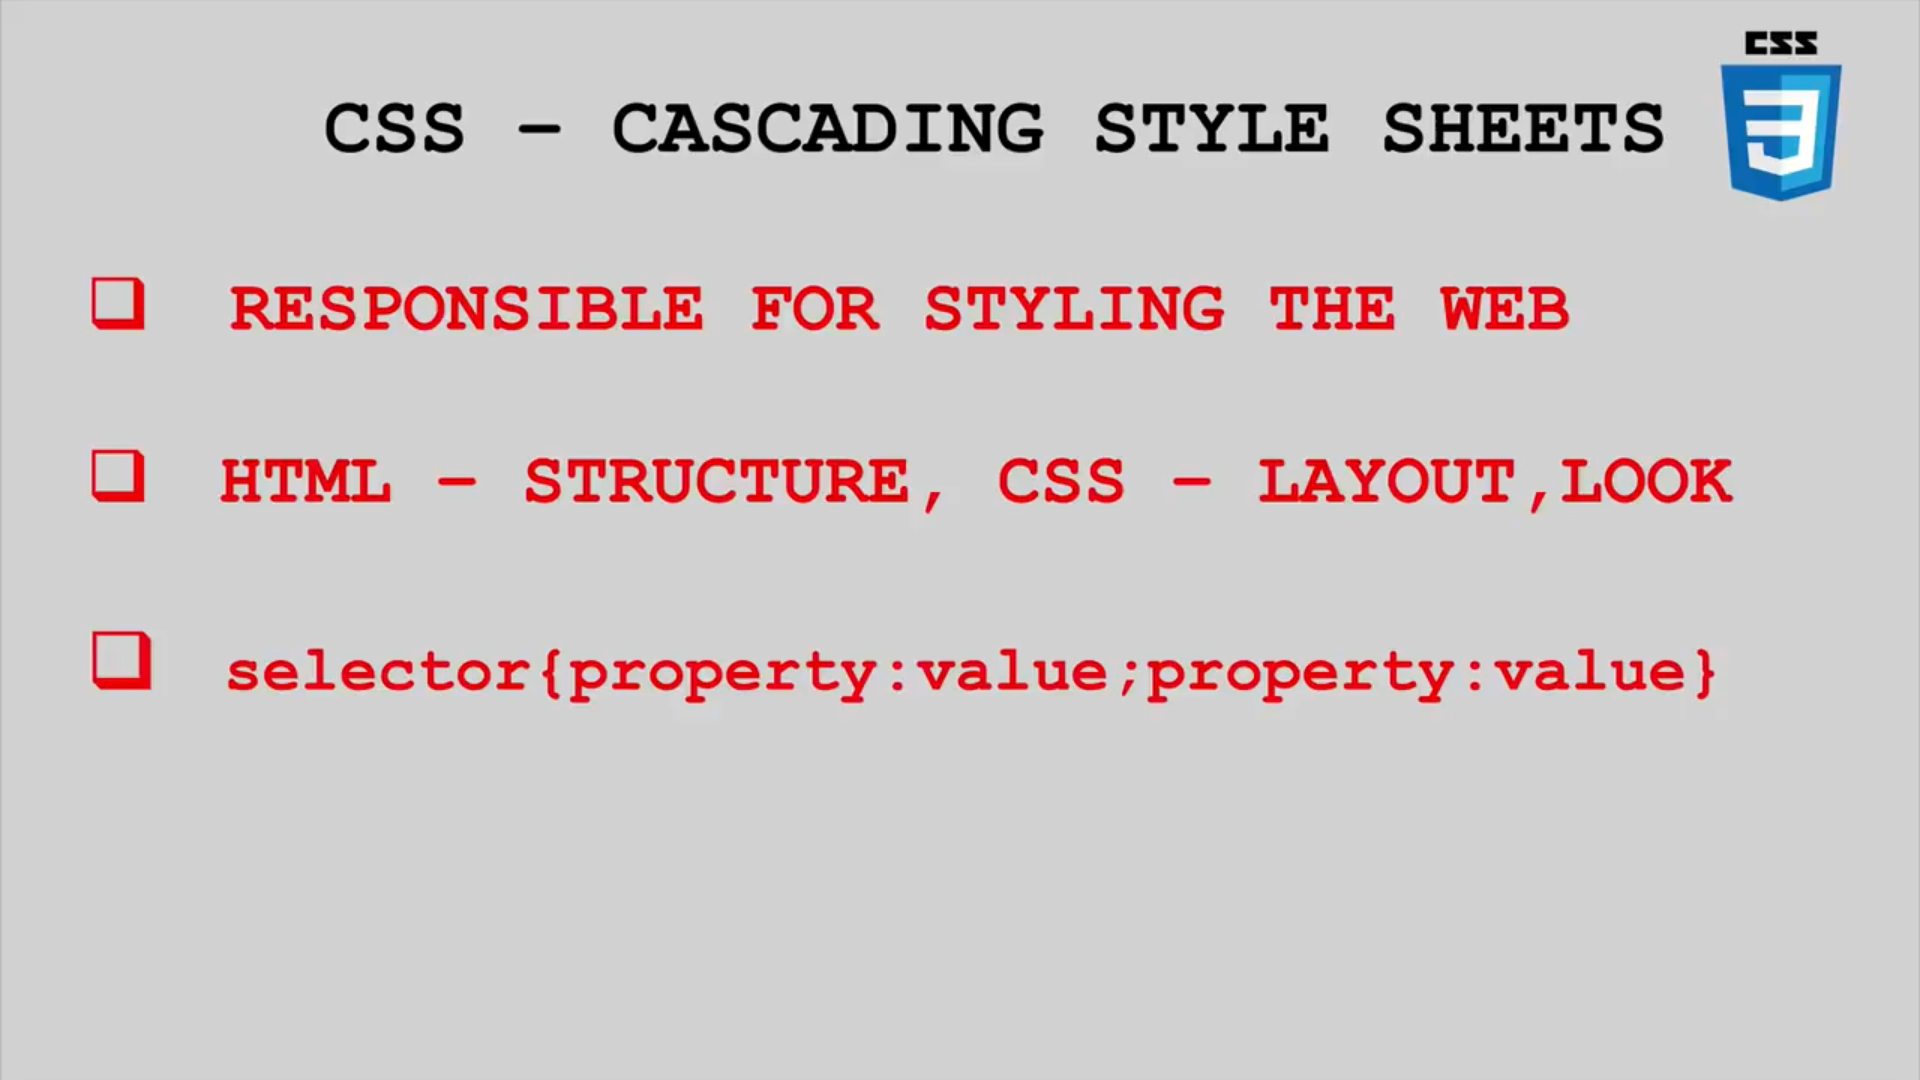 CSS
CSS – CASCADING STYLE SHEETS
RESPONSIBLE FOR STYLING THE WEB
HTML – STRUCTURE, CSS – LAYOUT,LOOK
selector{property:value;property:value}